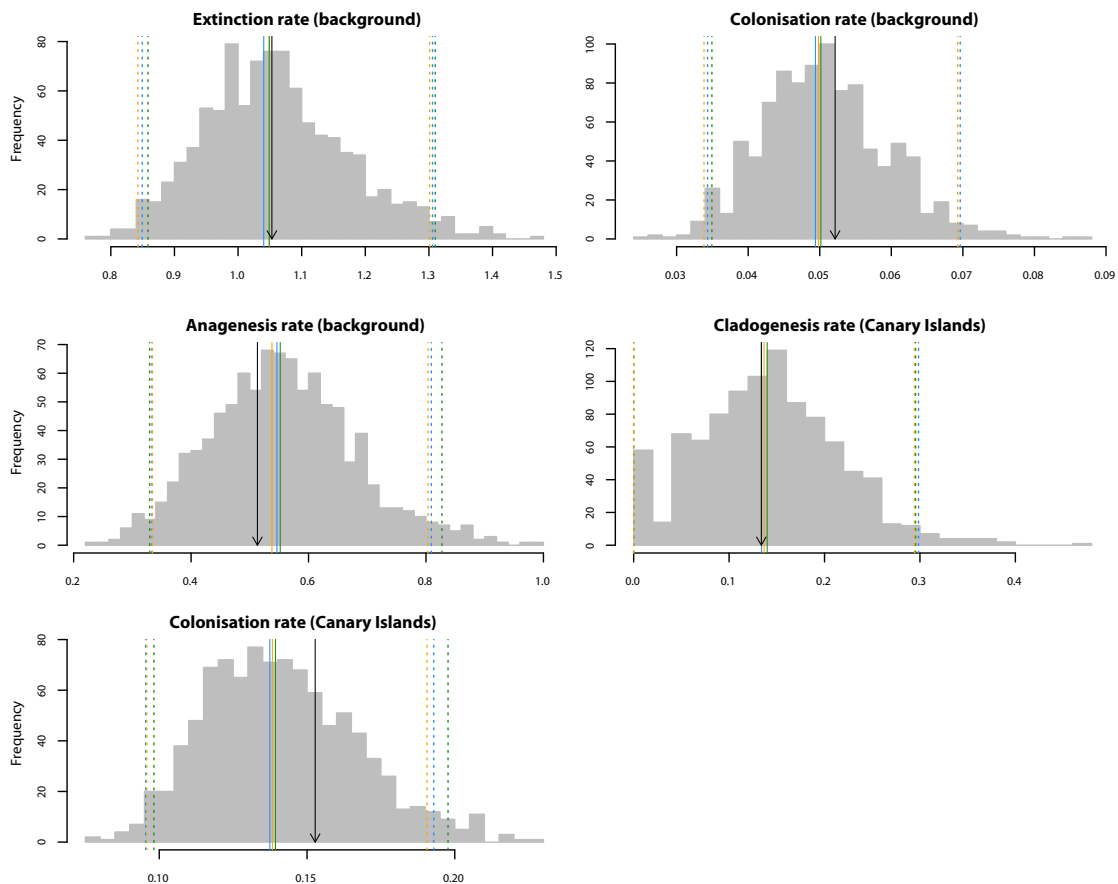 Extinction rate (background)
Frequency
0 20 40 60 80
0.8 0.9 1.0 1.1 1.2 1.3 1.4 1.5
Colonisation rate (background)
0 20 40 60 80 100
0.03 0.04 0.05 0.06 0.07 0.08 0.09
Anagenesis rate (background)
Frequency
0 10 20 30 40 50 60 70
0.2 0.4 0.6 0.8 1.0
Cladogenesis rate (Canary Islands)
0 20 40 60 80 100 120
0.0 0.1 0.2 0.3 0.4
Colonisation rate (Canary Islands)
Frequency
0 20 40 60 80
0.10 0.15 0.20